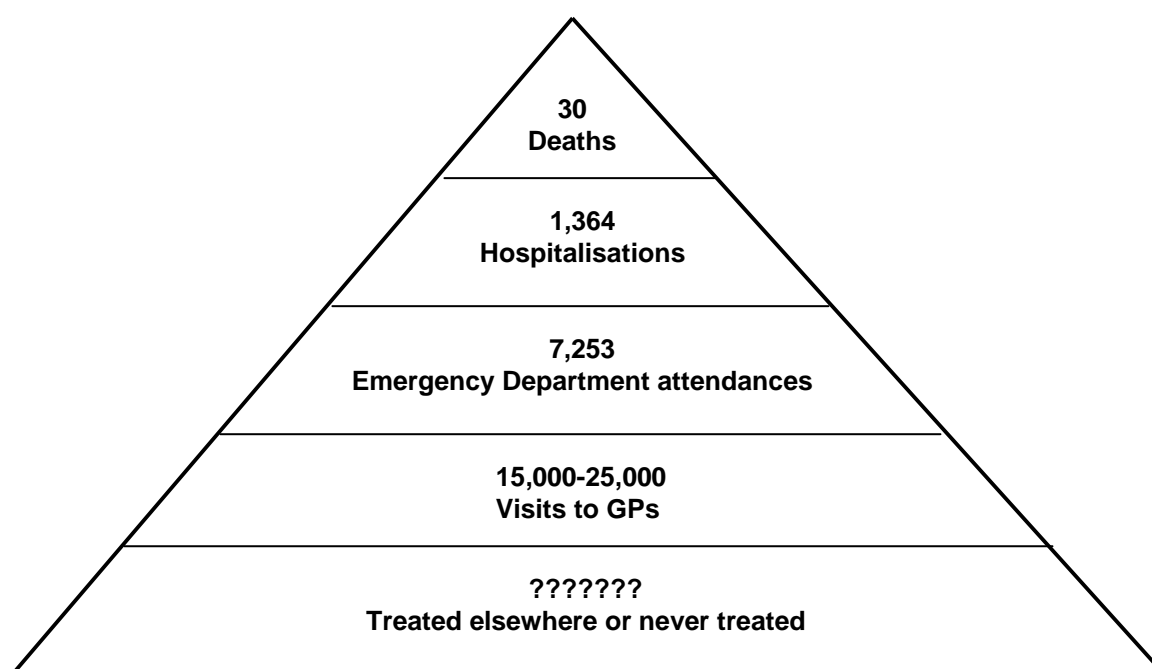 30
Deaths
1,364
Hospitalisations
7,253
Emergency Department attendances
15,000-25,000
Visits to GPs
???????
Treated elsewhere or never treated